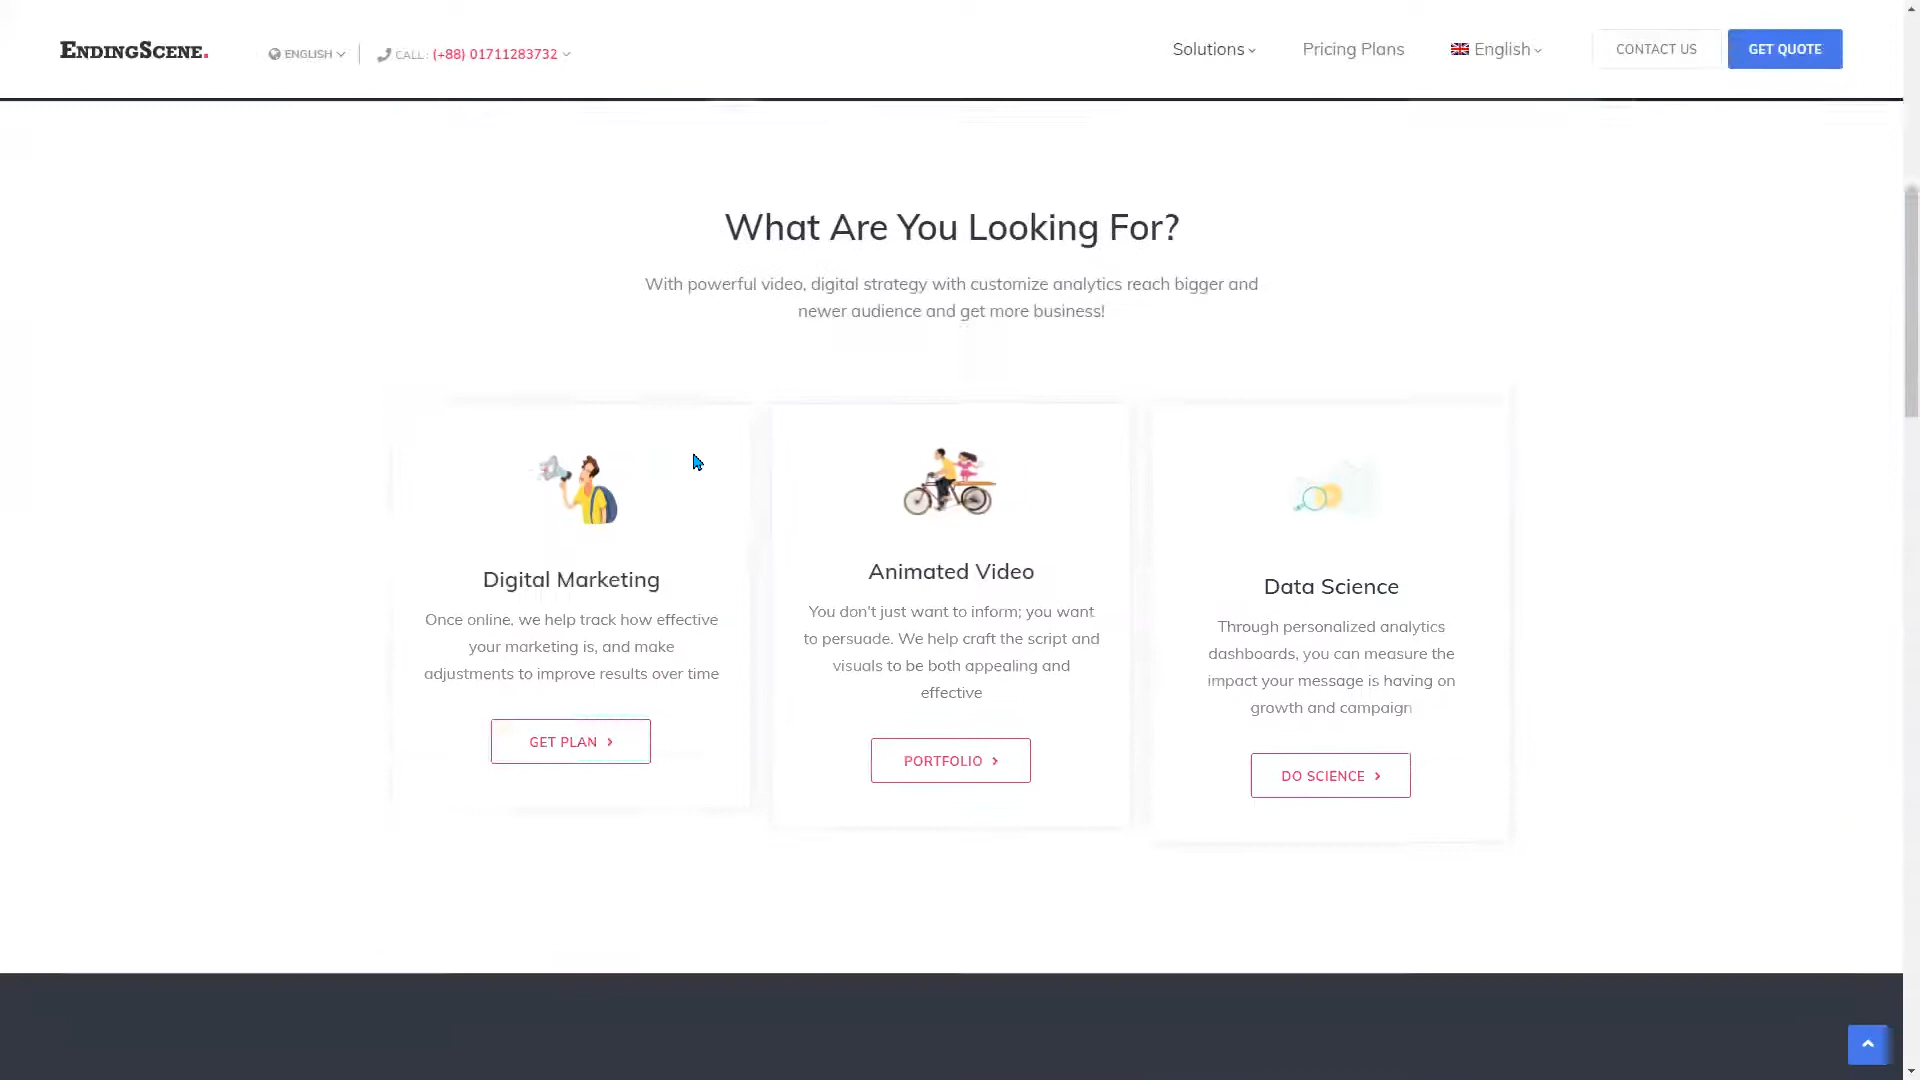 ENDINGSCENE.
ENGLISH
CALL : (+88) 01711283732
Solutions
Pricing Plans
English
CONTACT US
GET QUOTE
What Are You Looking For?
With powerful video, digital strategy with customize analytics reach bigger and
newer audience and get more business!
Digital Marketing
Once online, we help track how effective
your marketing is, and make
adjustments to improve results over time
GET PLAN
Animated Video
You don't just want to inform; you want
to persuade. We help craft the script and
visuals to be both appealing and
effective
PORTFOLIO
Data Science
Through personalized analytics
dashboards, you can measure the
impact your message is having on
growth and campaign
DO SCIENCE